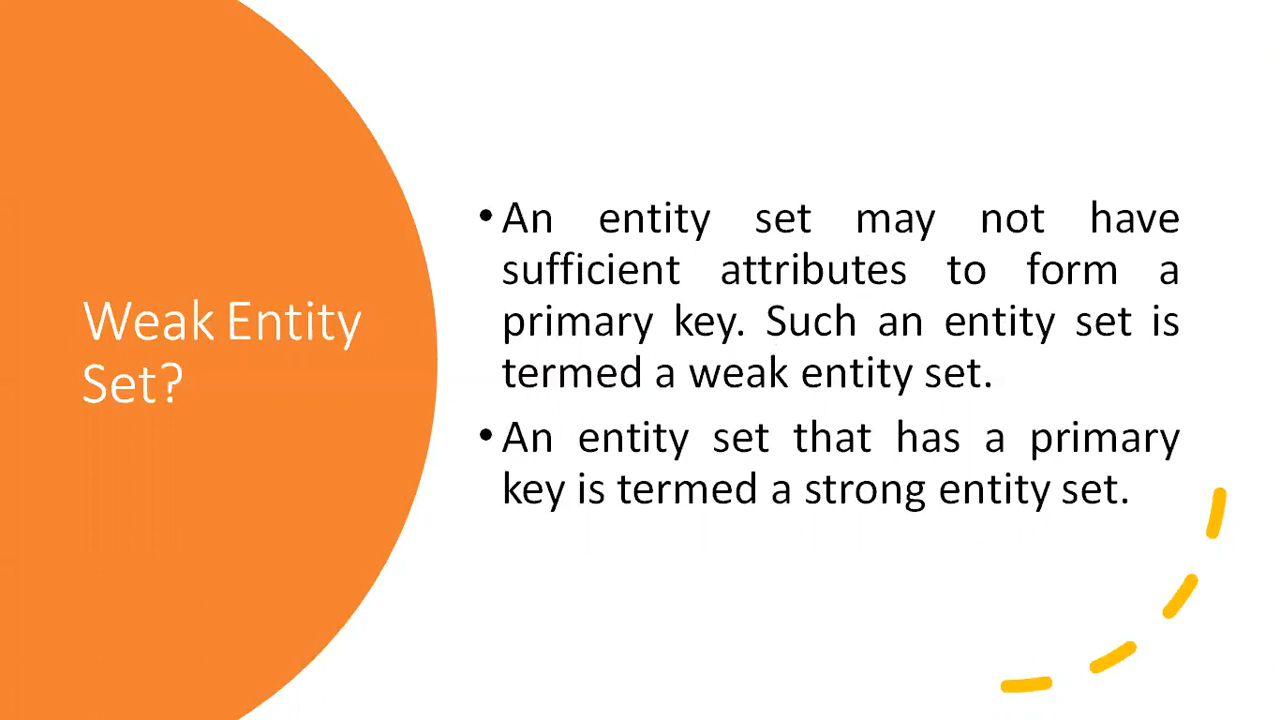 Weak Entity
Set?
• An entity set may not have
sufficient attributes to form a
primary key. Such an entity set is
termed a weak entity set.
• An entity set that has a primary
key is termed a strong entity set.